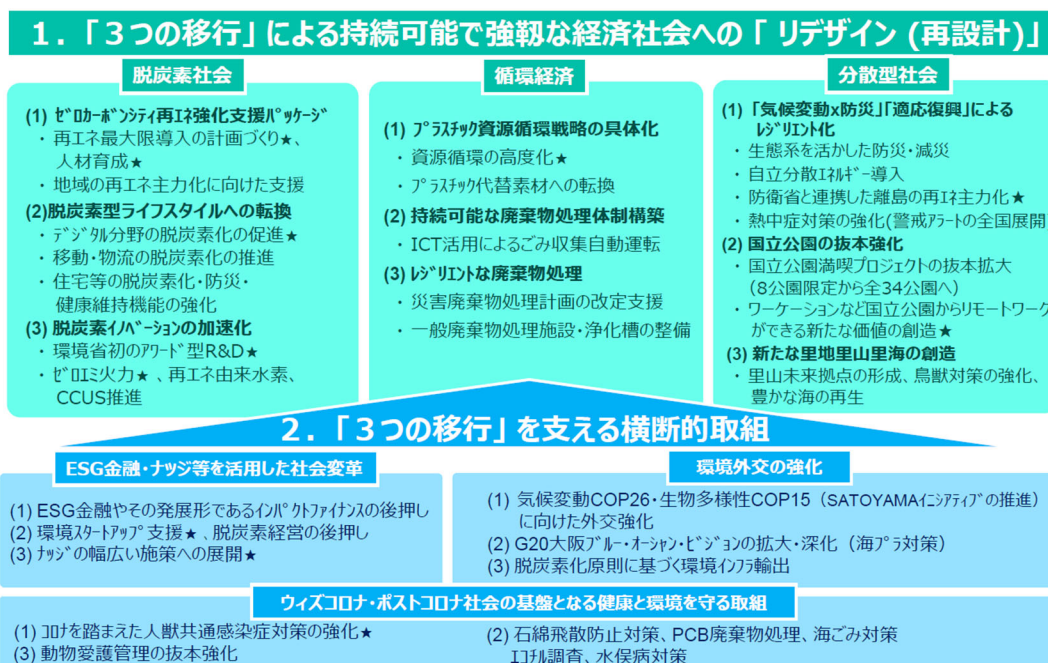 1．「３つの移行」による持続可能で強靱な経済社会への「 リデザイン (再設計)」
脱炭素社会
(1) ｾﾞﾛｶｰﾎﾞﾝｼﾃｨ再ｴﾈ強化支援ﾊﾟｯｹｰｼﾞ
・ 再エネ最大限導入の計画づくり★、
人材育成★
・ 地域の再エネ主力化に向けた支援
(2)脱炭素型ライフスタイルへの転換
・ ﾃﾞｼﾞﾀﾙ分野の脱炭素化の促進★
・ 移動・物流の脱炭素化の推進
・ 住宅等の脱炭素化・防災・
健康維持機能の強化
(3) 脱炭素ｲﾉﾍﾞｰｼｮﾝの加速化
・ 環境省初のｱﾜｰﾄﾞ型R&D★
・ ｾﾞﾛｴﾐ火力★ 、再エネ由来水素、
CCUS推進
循環経済
(1) ﾌﾟﾗｽﾁｯｸ資源循環戦略の具体化
・ 資源循環の高度化★
・ ﾌﾟﾗｽﾁｯｸ代替素材への転換
(2) 持続可能な廃棄物処理体制構築
・ ICT活用によるごみ収集自動運転
(3) ﾚｼﾞﾘｴﾝﾄな廃棄物処理
・ 災害廃棄物処理計画の改定支援
・ 一般廃棄物処理施設・浄化槽の整備
分散型社会
(1) 「気候変動x防災」「適応復興」による
ﾚｼﾞﾘｴﾝﾄ化
・ 生態系を活かした防災・減災
・ 自立分散ｴﾈﾙｷﾞｰ導入
・ 防衛省と連携した離島の再ｴﾈ主力化★
・ 熱中症対策の強化(警戒ｱﾗｰﾄの全国展開
(2) 国立公園の抜本強化
・ 国立公園満喫プロジェクトの抜本拡大
（8公園限定から全34公園へ）
・ ワーケーションなど国立公園からリモートワーク
ができる新たな価値の創造★
(3) 新たな里地里山里海の創造
・ 里山未来拠点の形成、鳥獣対策の強化、
豊かな海の再生
2．「３つの移行」を支える横断的取組
ESG金融・ナッジ等を活用した社会変革
(1) ESG金融やその発展形であるｲﾝﾊﾟｸﾄﾌｧｲﾅﾝｽの後押し
(2) 環境ｽﾀｰﾄｱｯﾌﾟ支援★ 、脱炭素経営の後押し
(3) ﾅｯｼﾞの幅広い施策への展開★
環境外交の強化
(1) 気候変動COP26・生物多様性COP15（SATOYAMAｲﾆｼｱﾃｨﾌﾞの推進）
に向けた外交強化
(2) G20大阪ﾌﾞﾙｰ・ｵｰｼｬﾝ・ﾋﾞｼﾞｮﾝの拡大・深化（海ﾌﾟﾗ対策）
(3) 脱炭素化原則に基づく環境ｲﾝﾌﾗ輸出
ウィズコロナ・ポストコロナ社会の基盤となる健康と環境を守る取組
(1) ｺﾛﾅを踏まえた人獣共通感染症対策の強化★
(2) 石綿飛散防止対策、PCB廃棄物処理、海ごみ対策
ｴｺﾁﾙ調査、水俣病対策
(3) 動物愛護管理の抜本強化